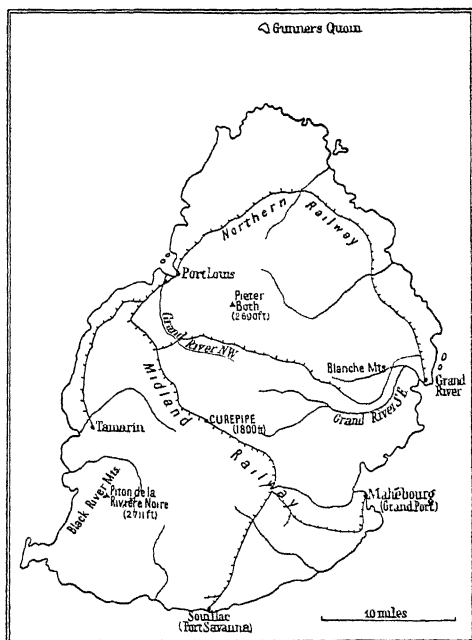 Gunners Quoin
Northern Railway
Port Louis
Pieter
Both
(2690ft)
Grand River NW
Blanche Mts.
Grand
River
Grand River S E
Midland Railway
CUREPIPE
(1800ft)
Tamarin
Black River Mts.
Piton de la
Rivière Noire
(2711ft)
Mahébourg
(Grand Port)
Souillac
(Port Savanna)
10 miles